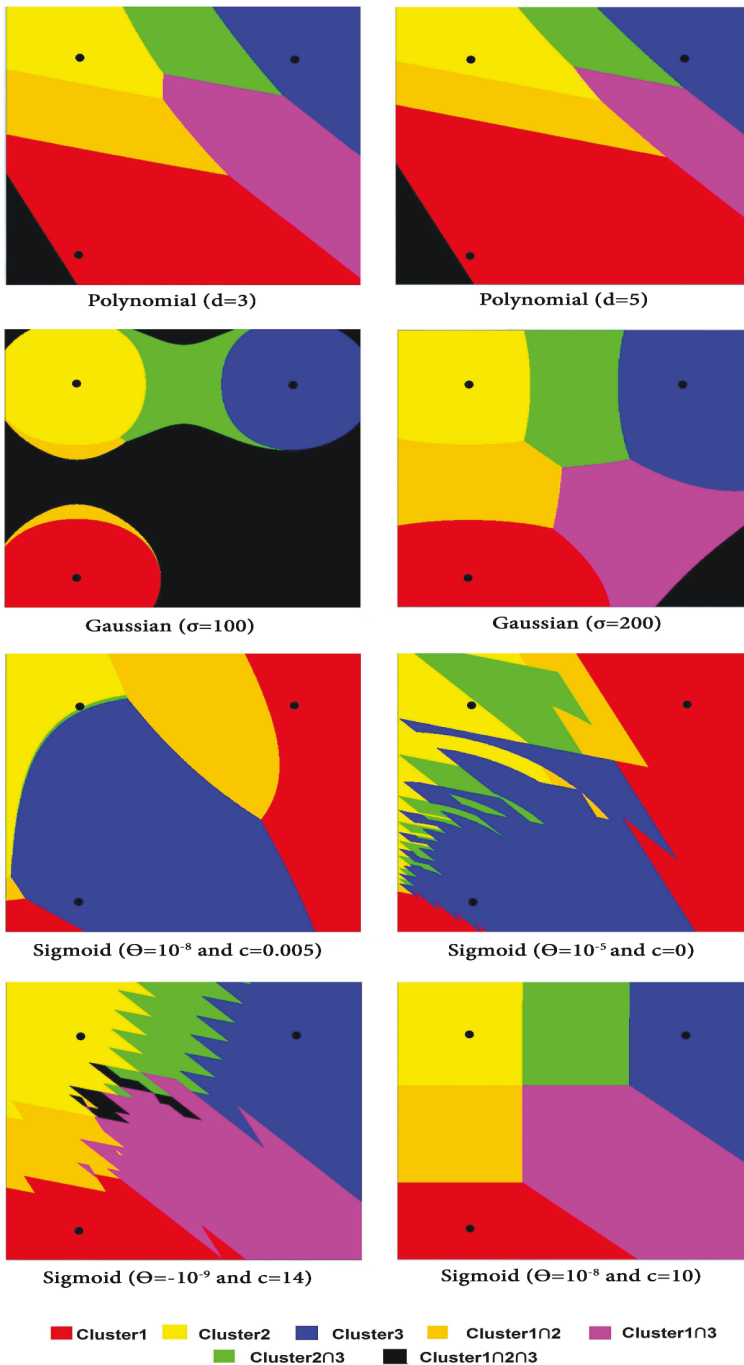 Polynomial (d=3)
Polynomial (d=5)
Gaussian (σ=100)
Gaussian (σ=200)
Sigmoid (Ɵ=10⁻⁸ and c=0.005)
Sigmoid (Ɵ=10⁻⁵ and c=0)
Sigmoid (Ɵ=-10⁻⁹ and c=14)
Sigmoid (Ɵ=10⁻⁸ and c=10)
Cluster1 Cluster2 Cluster3 Cluster1∩2 Cluster1∩3
Cluster2∩3 Cluster1∩2∩3